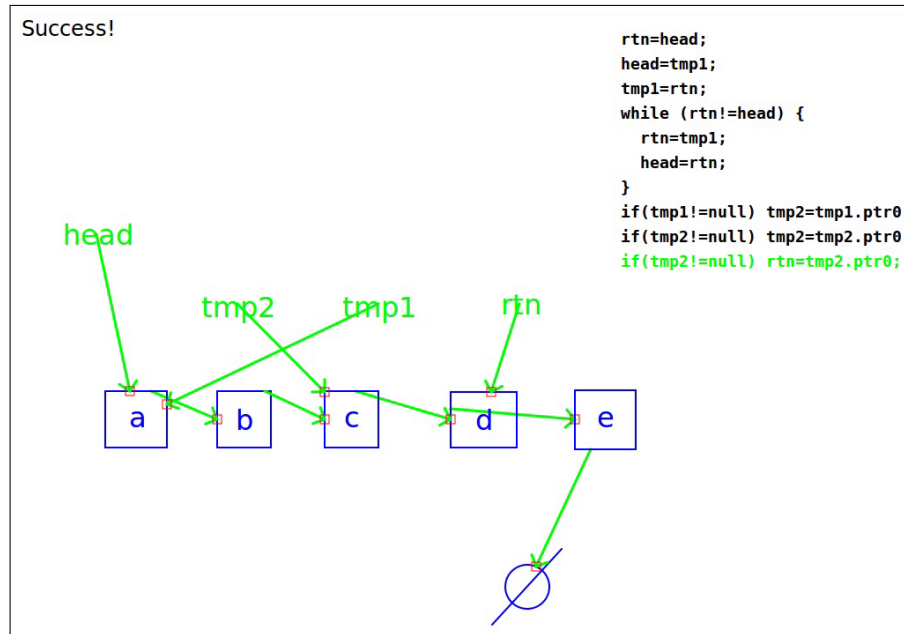 Success!
rtn=head;
head=tmp1;
tmp1=rtn;
while (rtn!=head) {
  rtn=tmp1;
  head=rtn;
}
if(tmp1!=null) tmp2=tmp1.ptr0
if(tmp2!=null) tmp2=tmp2.ptr0
if(tmp2!=null) rtn=tmp2.ptr0;
head
tmp2 tmp1 rtn
a b c d e